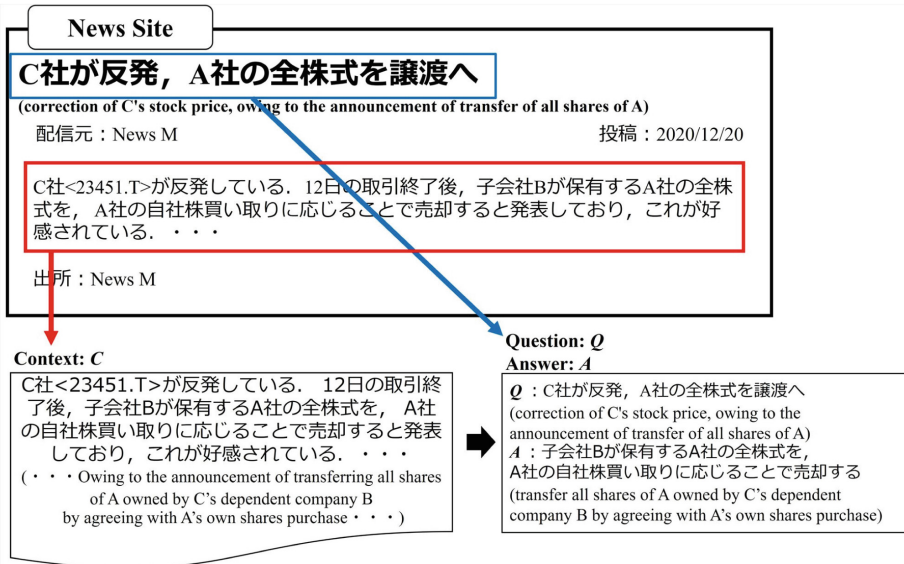 News Site
C社が反発，A社の全株式を譲渡へ
(correction of C's stock price, owing to the announcement of transfer of all shares of A)
配信元：News M
投稿：2020/12/20
C社<23451.T>が反発している．12日の取引終了後，子会社Bが保有するA社の全株
式を， A社の自社株買い取りに応じることで売却すると発表しており，これが好
感されている．・・・
出所：News M
Context: C
C社<23451.T>が反発している． 12日の取引終
了後，子会社Bが保有するA社の全株式を， A社
の自社株買い取りに応じることで売却すると発表
しており，これが好感されている．・・・
(・・・Owing to the announcement of transferring all shares
of A owned by C's dependent company B
by agreeing with A's own shares purchase・・・)
Question: Q
Answer: A
Q：C社が反発，A社の全株式を譲渡へ
(correction of C's stock price, owing to the
announcement of transfer of all shares of A)
A：子会社Bが保有するA社の全株式を，
A社の自社株買い取りに応じることで売却する
(transfer all shares of A owned by C's dependent
company B by agreeing with A's own shares purchase)